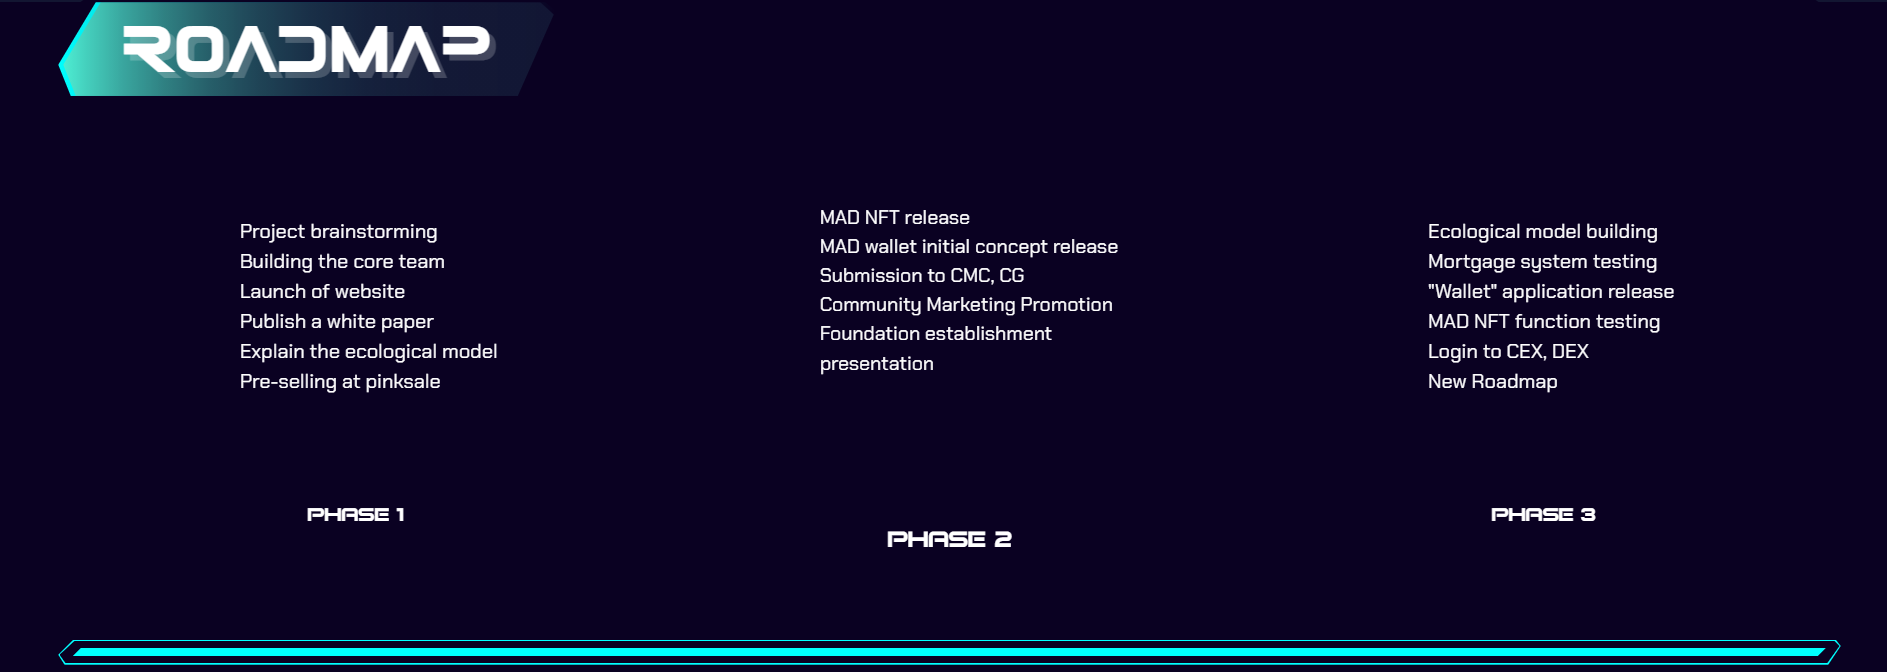 ROADMAP
Project brainstorming
Building the core team
Launch of website
Publish a white paper
Explain the ecological model
Pre-selling at pinksale
PHASE 1
MAD NFT release
MAD wallet initial concept release
Submission to CMC, CG
Community Marketing Promotion
Foundation establishment
presentation
PHASE 2
Ecological model building
Mortgage system testing
"Wallet" application release
MAD NFT function testing
Login to CEX, DEX
New Roadmap
PHASE 3